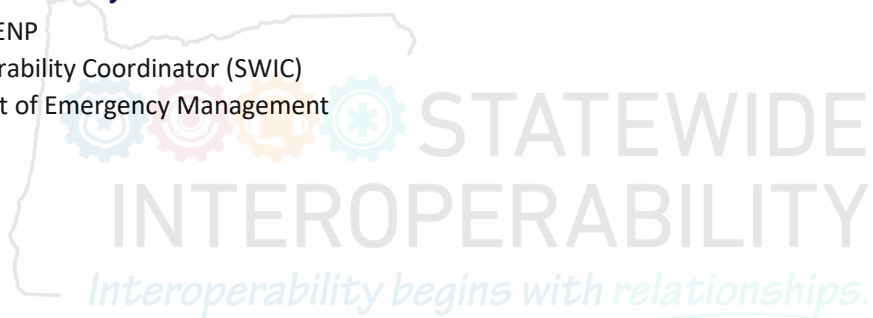 ENP
rability Coordinator (SWIC)
t of Emergency Management
STATEWIDE
INTEROPERABILITY
Interoperability begins with relationships.